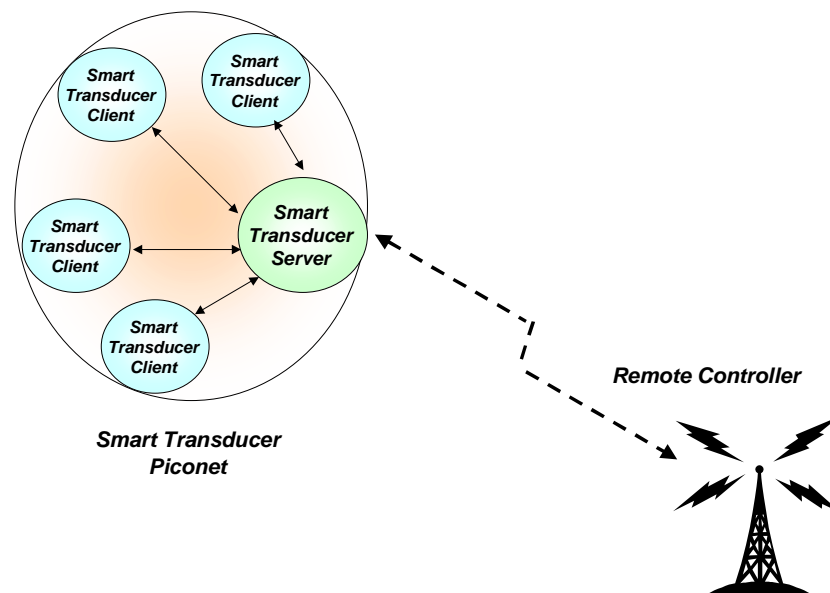 Smart
Transducer
Client
Smart
Transducer
Client
Smart
Transducer
Client
Smart
Transducer
Server
Smart
Transducer
Client
Remote Controller
Smart Transducer
Piconet